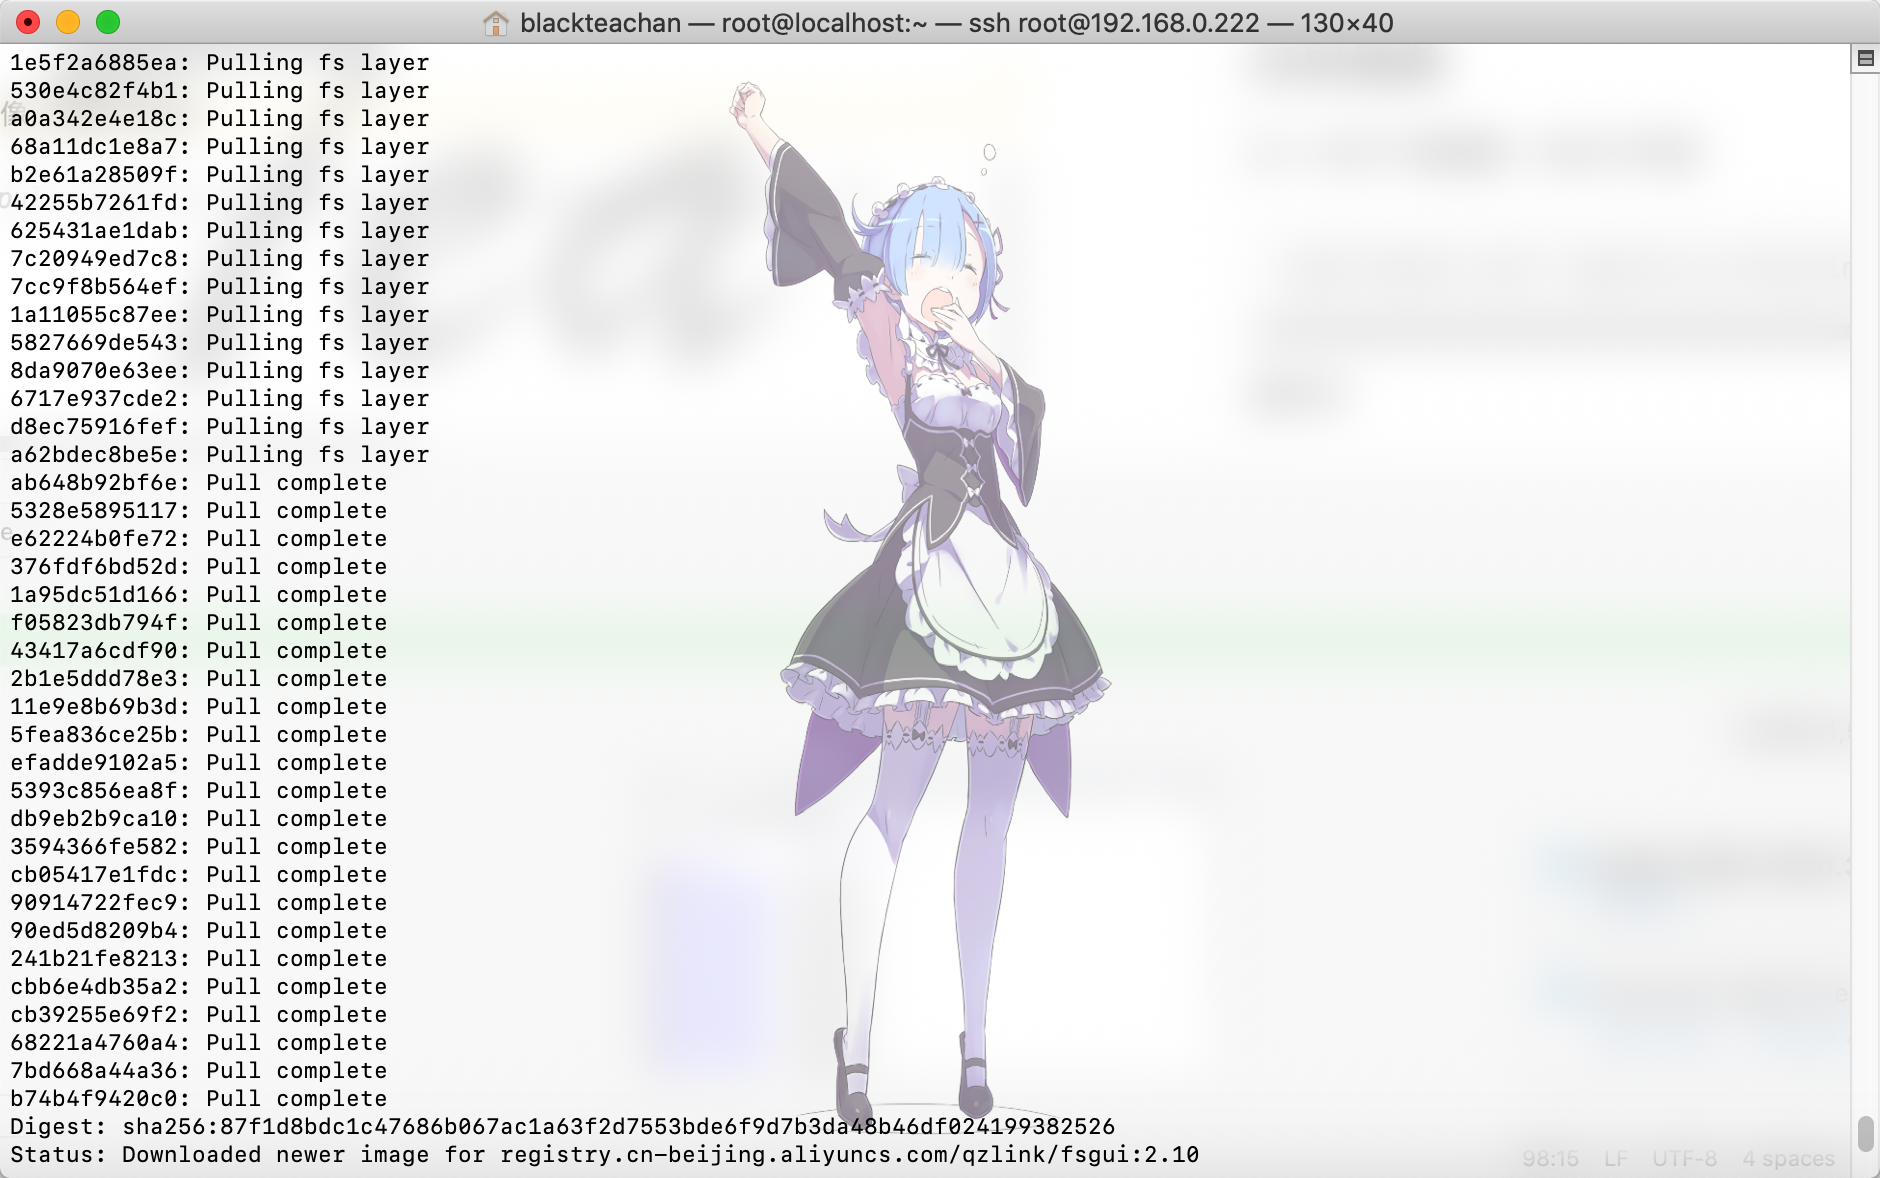 blackteachan — root@localhost:~ — ssh root@192.168.0.222 — 130×40
1e5f2a6885ea: Pulling fs layer
530e4c82f4b1: Pulling fs layer
a0a342e4e18c: Pulling fs layer
68a11dc1e8a7: Pulling fs layer
b2e61a28509f: Pulling fs layer
42255b7261fd: Pulling fs layer
625431ae1dab: Pulling fs layer
7c20949ed7c8: Pulling fs layer
7cc9f8b564ef: Pulling fs layer
1a11055c87ee: Pulling fs layer
5827669de543: Pulling fs layer
8da9070e63ee: Pulling fs layer
6717e937cde2: Pulling fs layer
d8ec75916fef: Pulling fs layer
a62bdec8be5e: Pulling fs layer
ab648b92bf6e: Pull complete
5328e5895117: Pull complete
e62224b0fe72: Pull complete
376fdf6bd52d: Pull complete
1a95dc51d166: Pull complete
f05823db794f: Pull complete
43417a6cdf90: Pull complete
2b1e5ddd78e3: Pull complete
11e9e8b69b3d: Pull complete
5fea836ce25b: Pull complete
efadde9102a5: Pull complete
5393c856ea8f: Pull complete
db9eb2b9ca10: Pull complete
3594366fe582: Pull complete
cb05417e1fdc: Pull complete
90914722fec9: Pull complete
90ed5d8209b4: Pull complete
241b21fe8213: Pull complete
cbb6e4db35a2: Pull complete
cb39255e69f2: Pull complete
68221a4760a4: Pull complete
7bd668a44a36: Pull complete
b74b4f9420c0: Pull complete
Digest: sha256:87f1d8bdc1c47686b067ac1a63f2d7553bde6f9d7b3da48b46df024199382526
Status: Downloaded newer image for registry.cn-beijing.aliyuncs.com/qzlink/fsgui:2.10
98:15 LF UTF-8 4 spaces